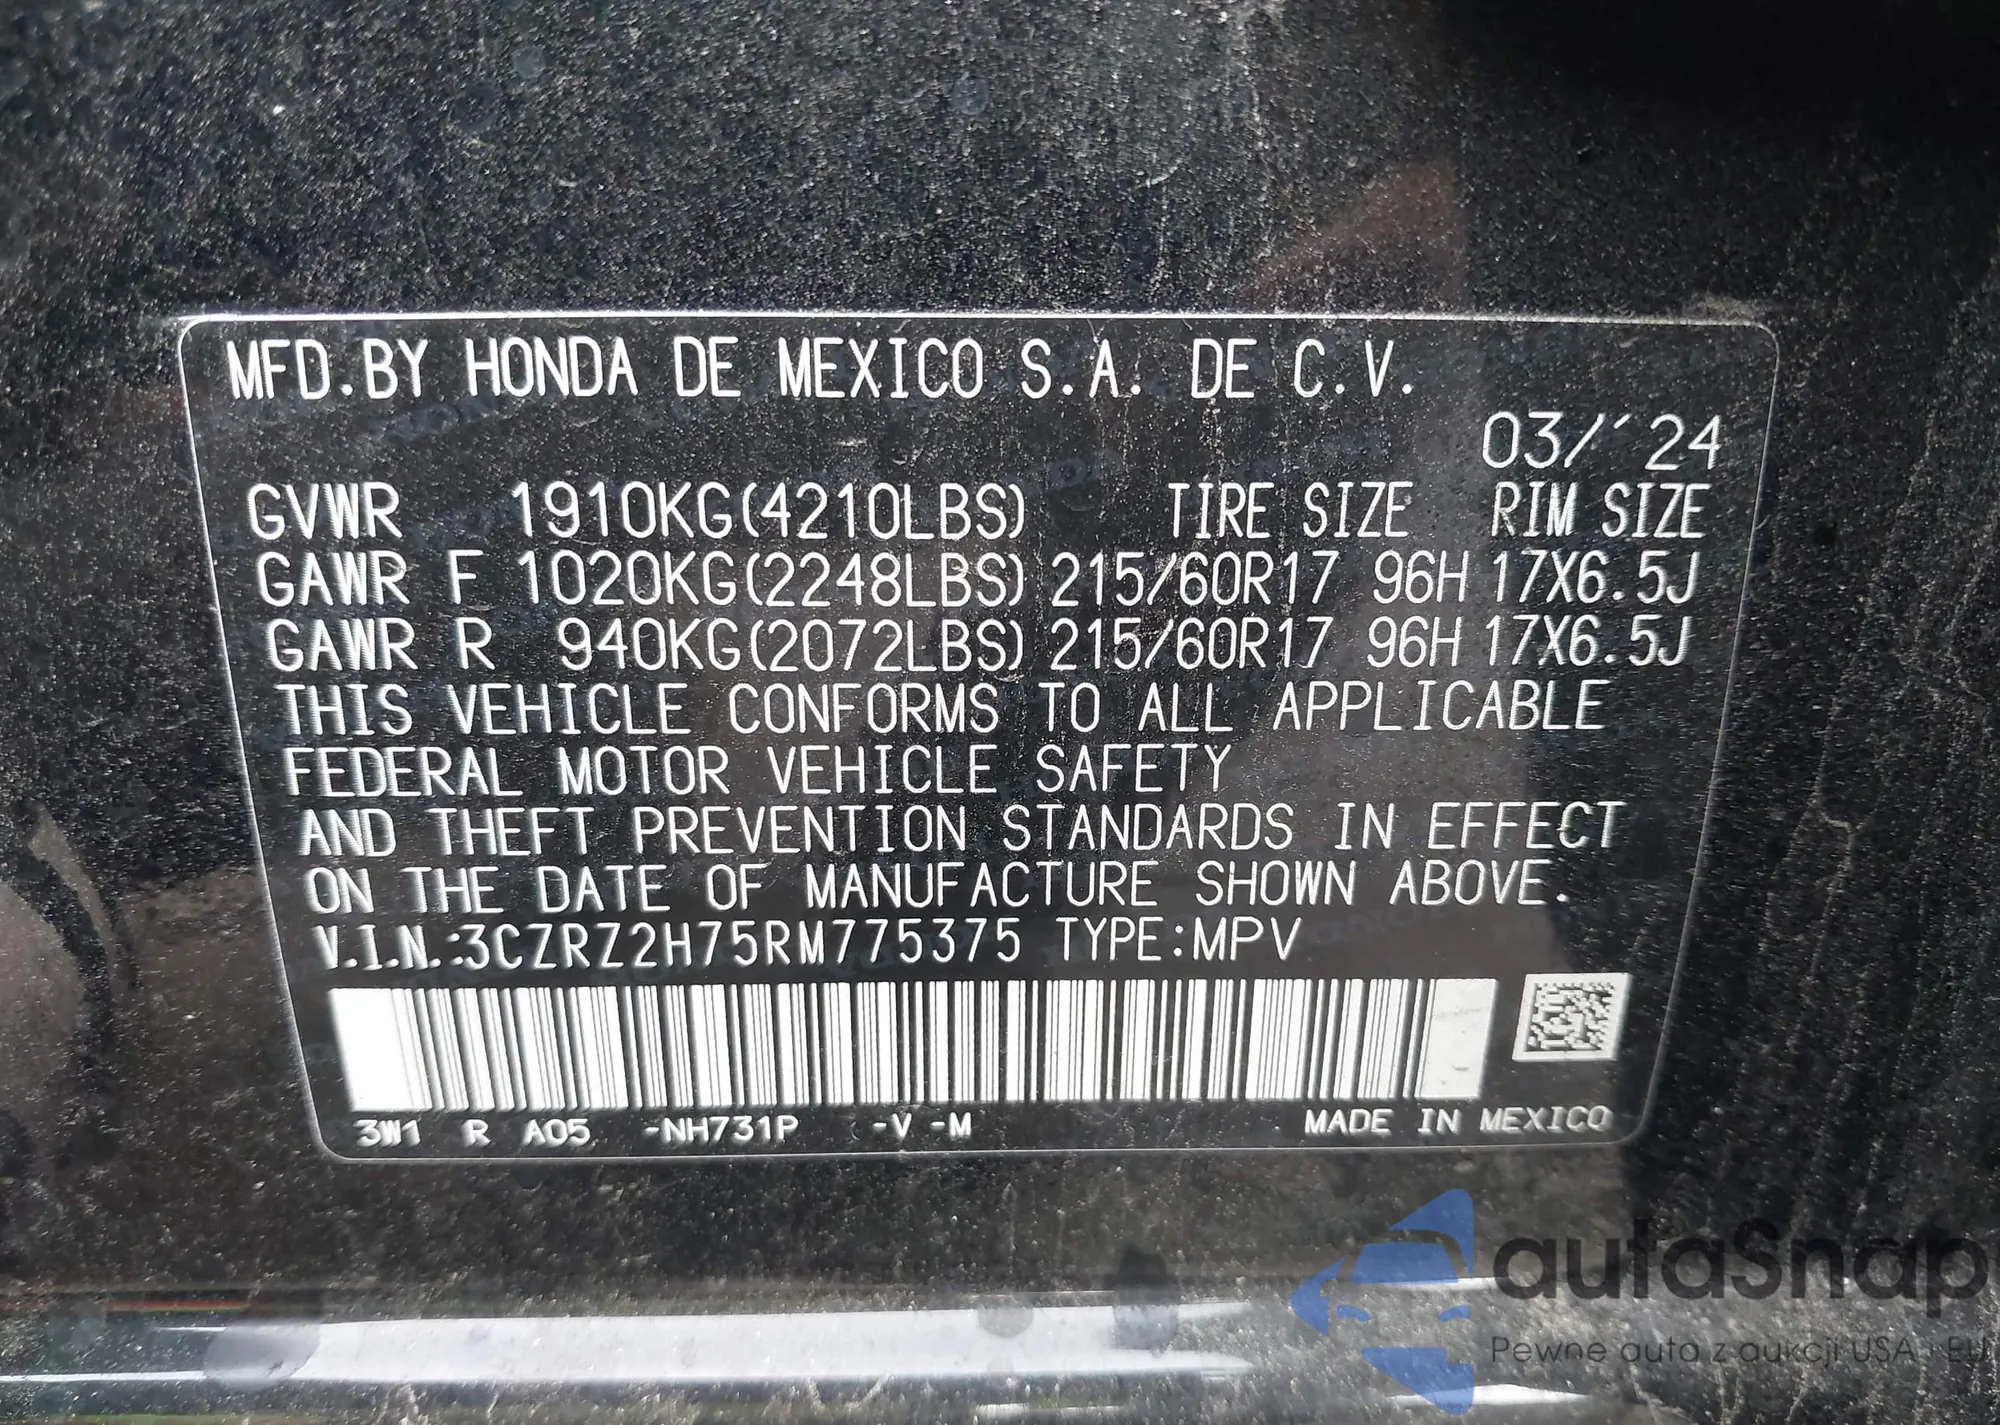 MFD.BY HONDA DE MEXICO S.A. DE C.V.
03/´24
GVWR 1910KG(4210LBS) TIRE SIZE RIM SIZE
GAWR F 1020KG(2248LBS) 215/60R17 96H 17X6.5J
GAWR R 940KG(2072LBS) 215/60R17 96H 17X6.5J
THIS VEHICLE CONFORMS TO ALL APPLICABLE
FEDERAL MOTOR VEHICLE SAFETY
AND THEFT PREVENTION STANDARDS IN EFFECT
ON THE DATE OF MANUFACTURE SHOWN ABOVE.
V.I.N.:3CZRZ2H75RM775375 TYPE:MPV
3W1 R A05 -NH731P -V -M MADE IN MEXICO
autaSnap
Pewne auta z aukcji USA i EU